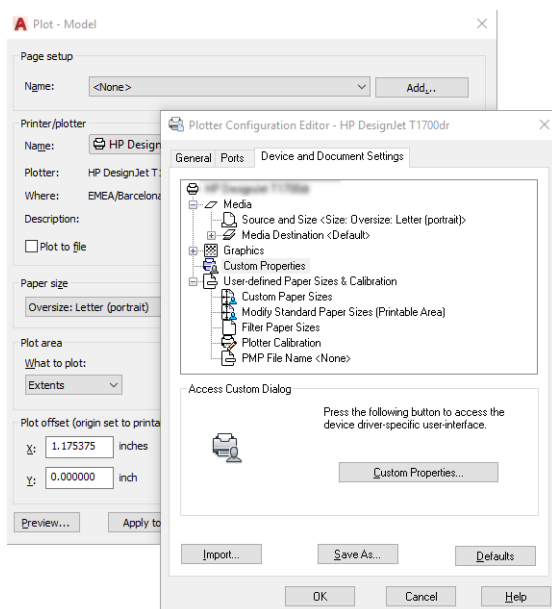 Plot - Model
Page setup
Name:
<None>
Add...
Printer/plotter
Name:
HP Design
Plotter:
HP DesignJet T
Where:
EMEA/Barcelona
Description:
Plot to file
Paper size
Oversize: Letter (portrait)
Plot area
What to plot:
Extents
Plot offset (origin set to printa
X:
1.175375
inches
Y:
0.000000
inch
Preview...
Apply to
Plotter Configuration Editor - HP DesignJet T1700dr
General Ports Device and Document Settings
Media
Source and Size <Size: Oversize: Letter (portrait)>
Media Destination <Default>
Graphics
Custom Properties
User-defined Paper Sizes & Calibration
Custom Paper Sizes
Modify Standard Paper Sizes (Printable Area)
Filter Paper Sizes
Plotter Calibration
PMP File Name <None>
Access Custom Dialog
Press the following button to access the
device driver-specific user-interface.
Custom Properties...
Import...
Save As...
Defaults
OK
Cancel
Help